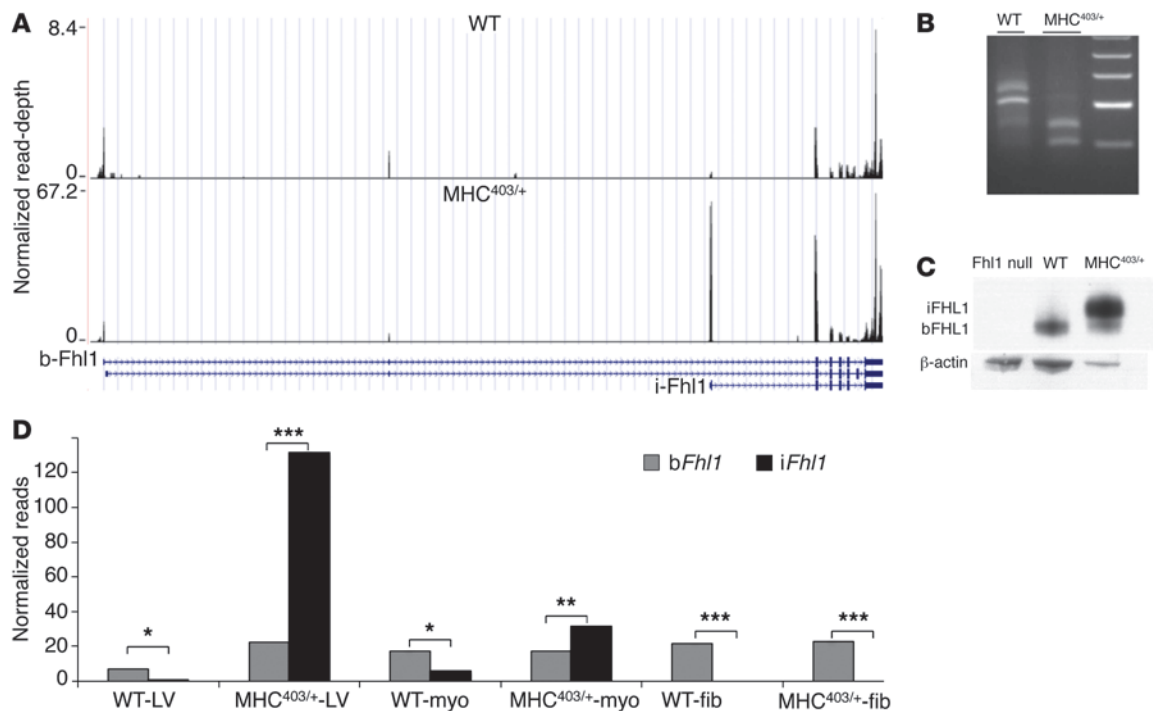 A
WT
8.4
0
Normalized read-depth
67.2
MHC403/+
0
b-Fhl1
i-Fhl1
B
WT MHC403/+
C
Fhl1 null WT MHC403/+
iFHL1
bFHL1
β-actin
D
Normalized reads
120
100
80
60
40
20
0
* *** * ** *** ***
bFhl1 iFhl1
WT-LV MHC403/+-LV WT-myo MHC403/+-myo WT-fib MHC403/+-fib